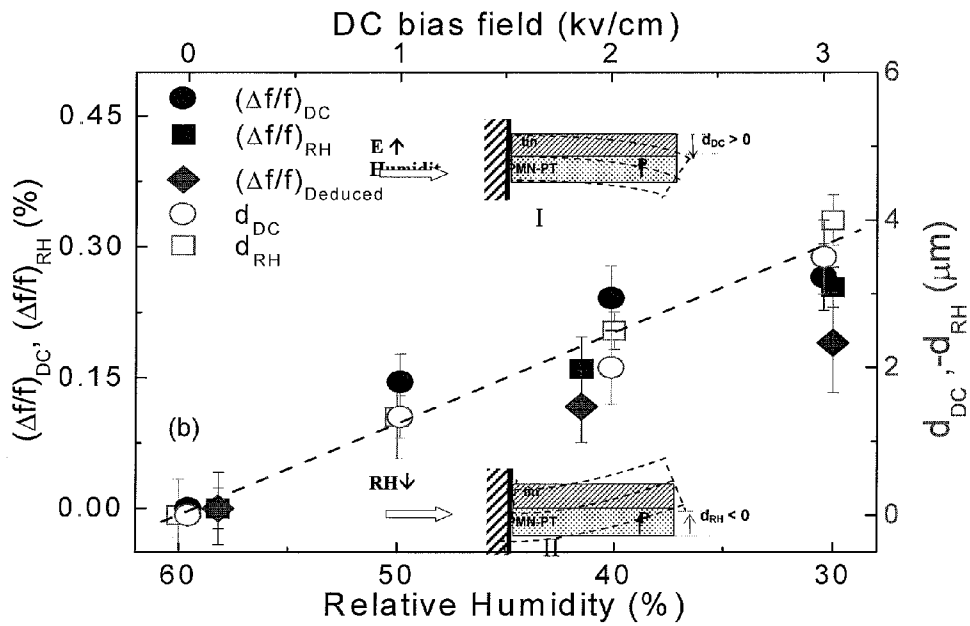 DC bias field (kv/cm)
0 1 2 3
(Δf/f)DC
(Δf/f)RH
(Δf/f)Deduced
dDC
dRH
E ↑
Humidit
tin
PMN-PT
P
dDC > 0
I
0.45
0.30
0.15
0.00
(Δf/f)DC, (Δf/f)RH (%)
6
4
2
0
dDC ,-dRH (μm)
(b)
RH↓
PMN-PT
P
dRH < 0
II
60 50 40 30
Relative Humidity (%)